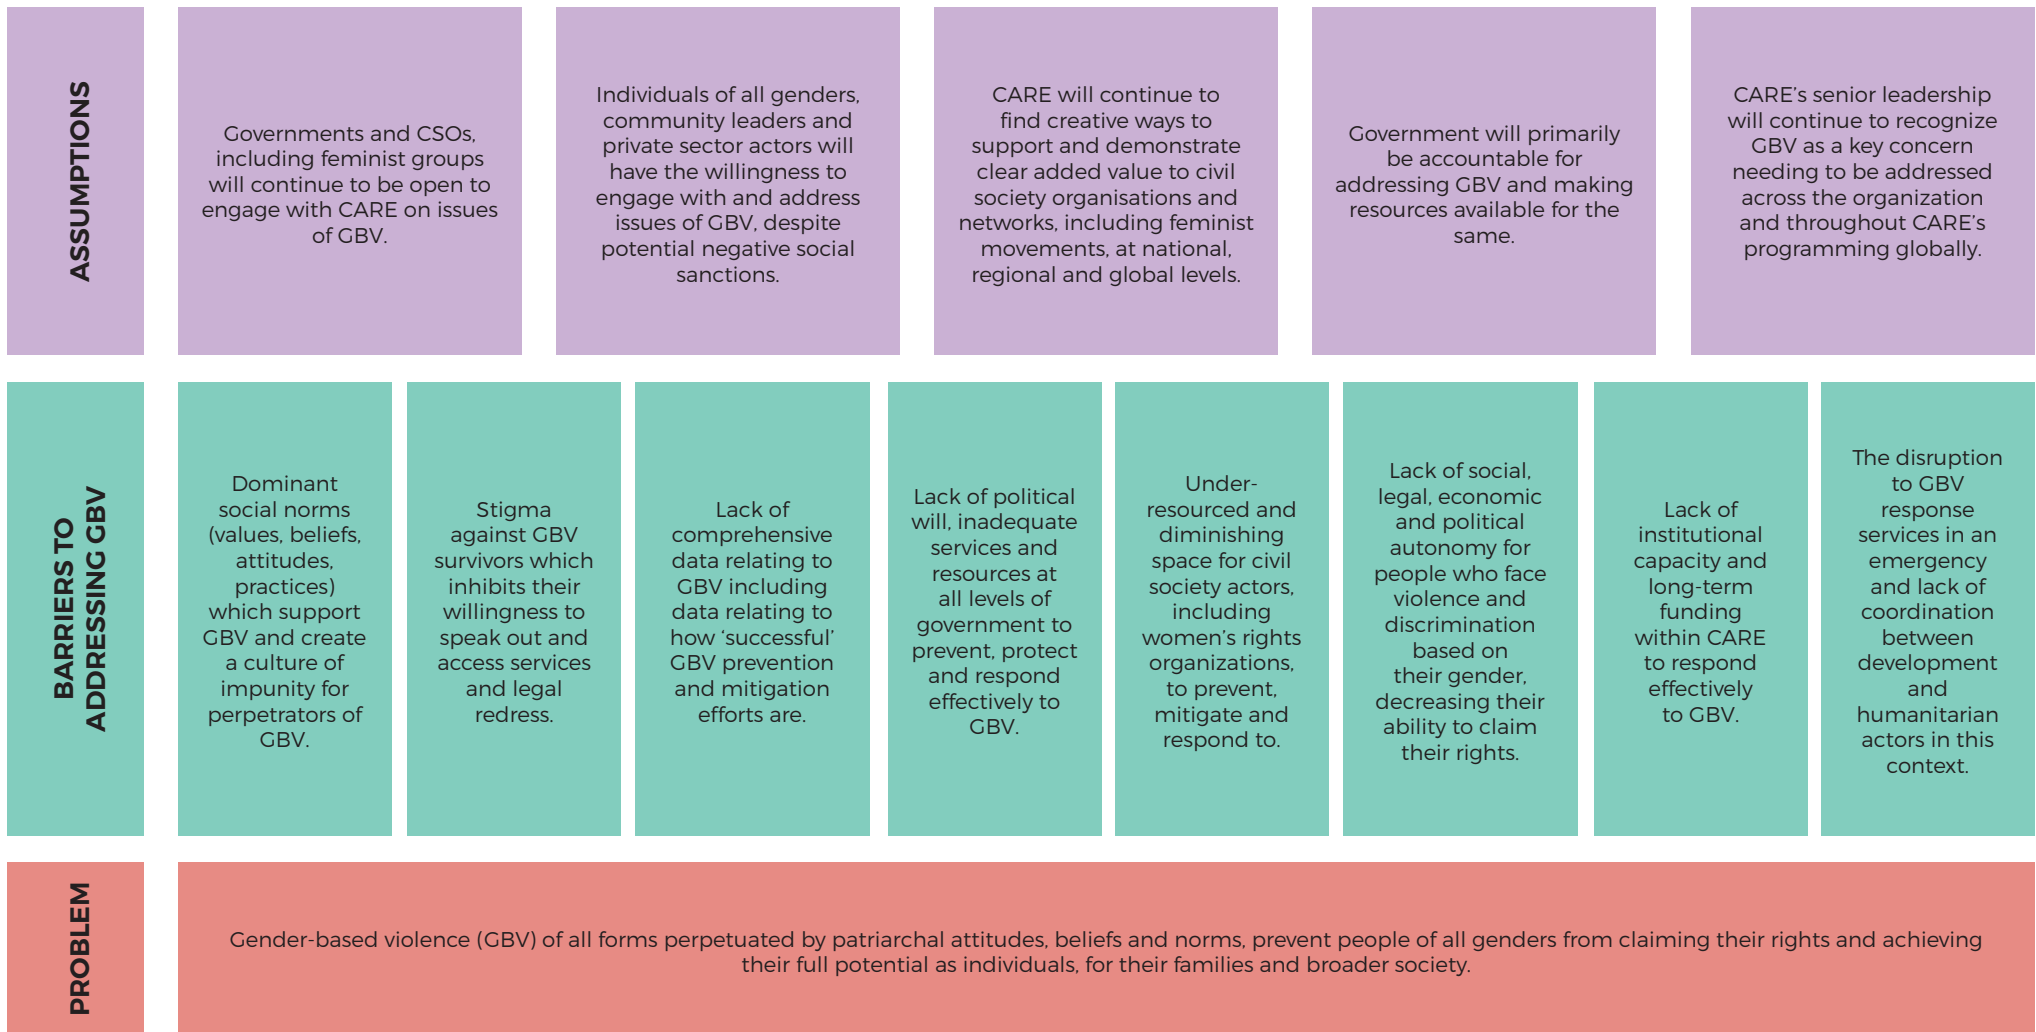 ASSUMPTIONS
Governments and CSOs,
including feminist groups
will continue to be open to
engage with CARE on issues
of GBV.
Individuals of all genders,
community leaders and
private sector actors will
have the willingness to
engage with and address
issues of GBV, despite
potential negative social
sanctions.
CARE will continue to
find creative ways to
support and demonstrate
clear added value to civil
society organisations and
networks, including feminist
movements, at national,
regional and global levels.
Government will primarily
be accountable for
addressing GBV and making
resources available for the
same.
CARE’s senior leadership
will continue to recognize
GBV as a key concern
needing to be addressed
across the organization
and throughout CARE’s
programming globally.
BARRIERS TO
ADDRESSING GBV
Dominant
social norms
(values, beliefs,
attitudes,
practices)
which support
GBV and create
a culture of
impunity for
perpetrators of
GBV.
Stigma
against GBV
survivors which
inhibits their
willingness to
speak out and
access services
and legal
redress.
Lack of
comprehensive
data relating to
GBV including
data relating to
how ‘successful’
GBV prevention
and mitigation
efforts are.
Lack of political
will, inadequate
services and
resources at
all levels of
government to
prevent, protect
and respond
effectively to
GBV.
Under-
resourced and
diminishing
space for civil
society actors,
including
women’s rights
organizations,
to prevent,
mitigate and
respond to.
Lack of social,
legal, economic
and political
autonomy for
people who face
violence and
discrimination
based on
their gender,
decreasing their
ability to claim
their rights.
Lack of
institutional
capacity and
long-term
funding
within CARE
to respond
effectively
to GBV.
The disruption
to GBV
response
services in an
emergency
and lack of
coordination
between
development
and
humanitarian
actors in this
context.
PROBLEM
Gender-based violence (GBV) of all forms perpetuated by patriarchal attitudes, beliefs and norms, prevent people of all genders from claiming their rights and achieving
their full potential as individuals, for their families and broader society.